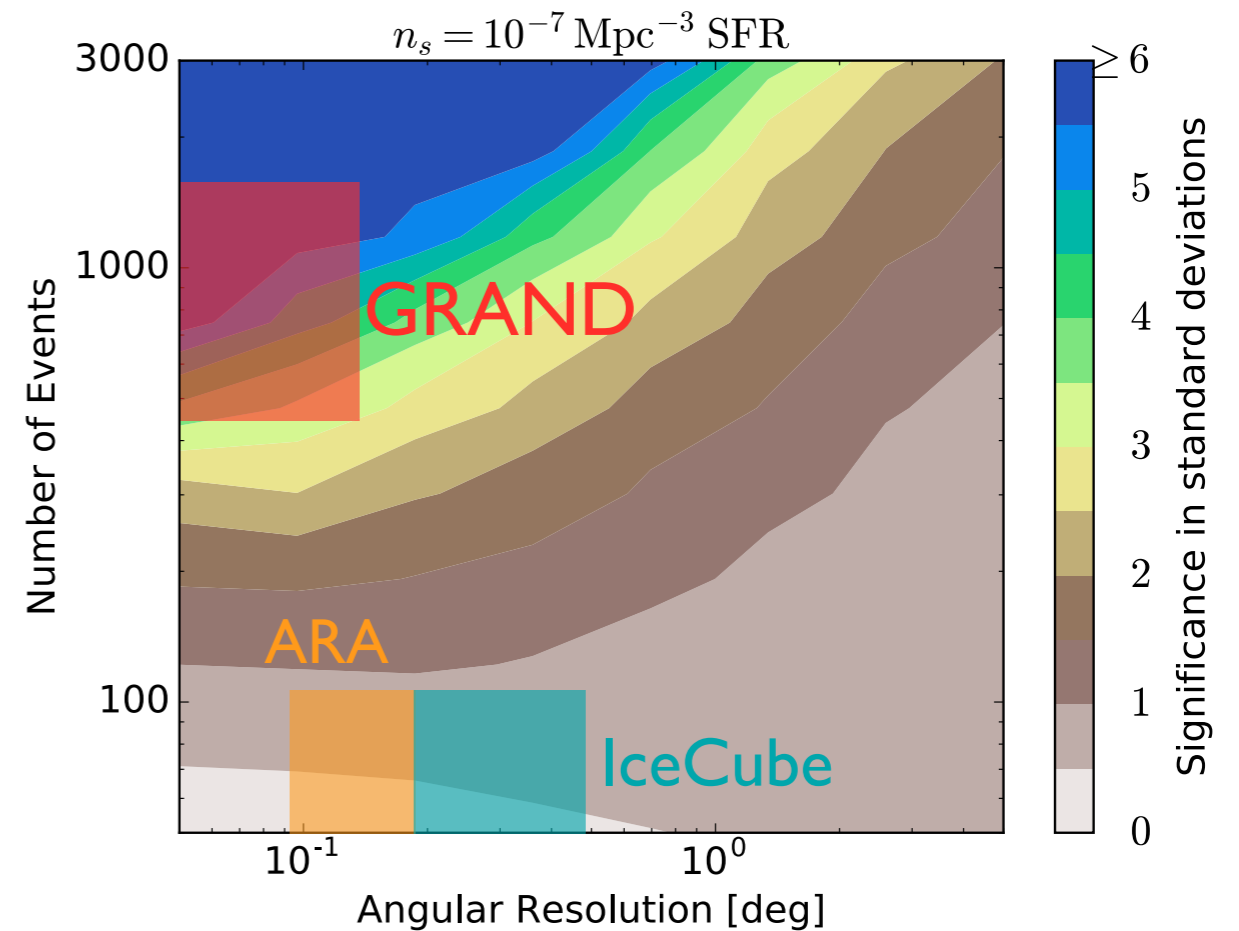 n_s = 10^{-7} Mpc^{-3} SFR
3000
1000
100
Number of Events
GRAND
ARA
IceCube
10^{-1}
10^{0}
Angular Resolution [deg]
≥ 6
5
4
3
2
1
0
Significance in standard deviations